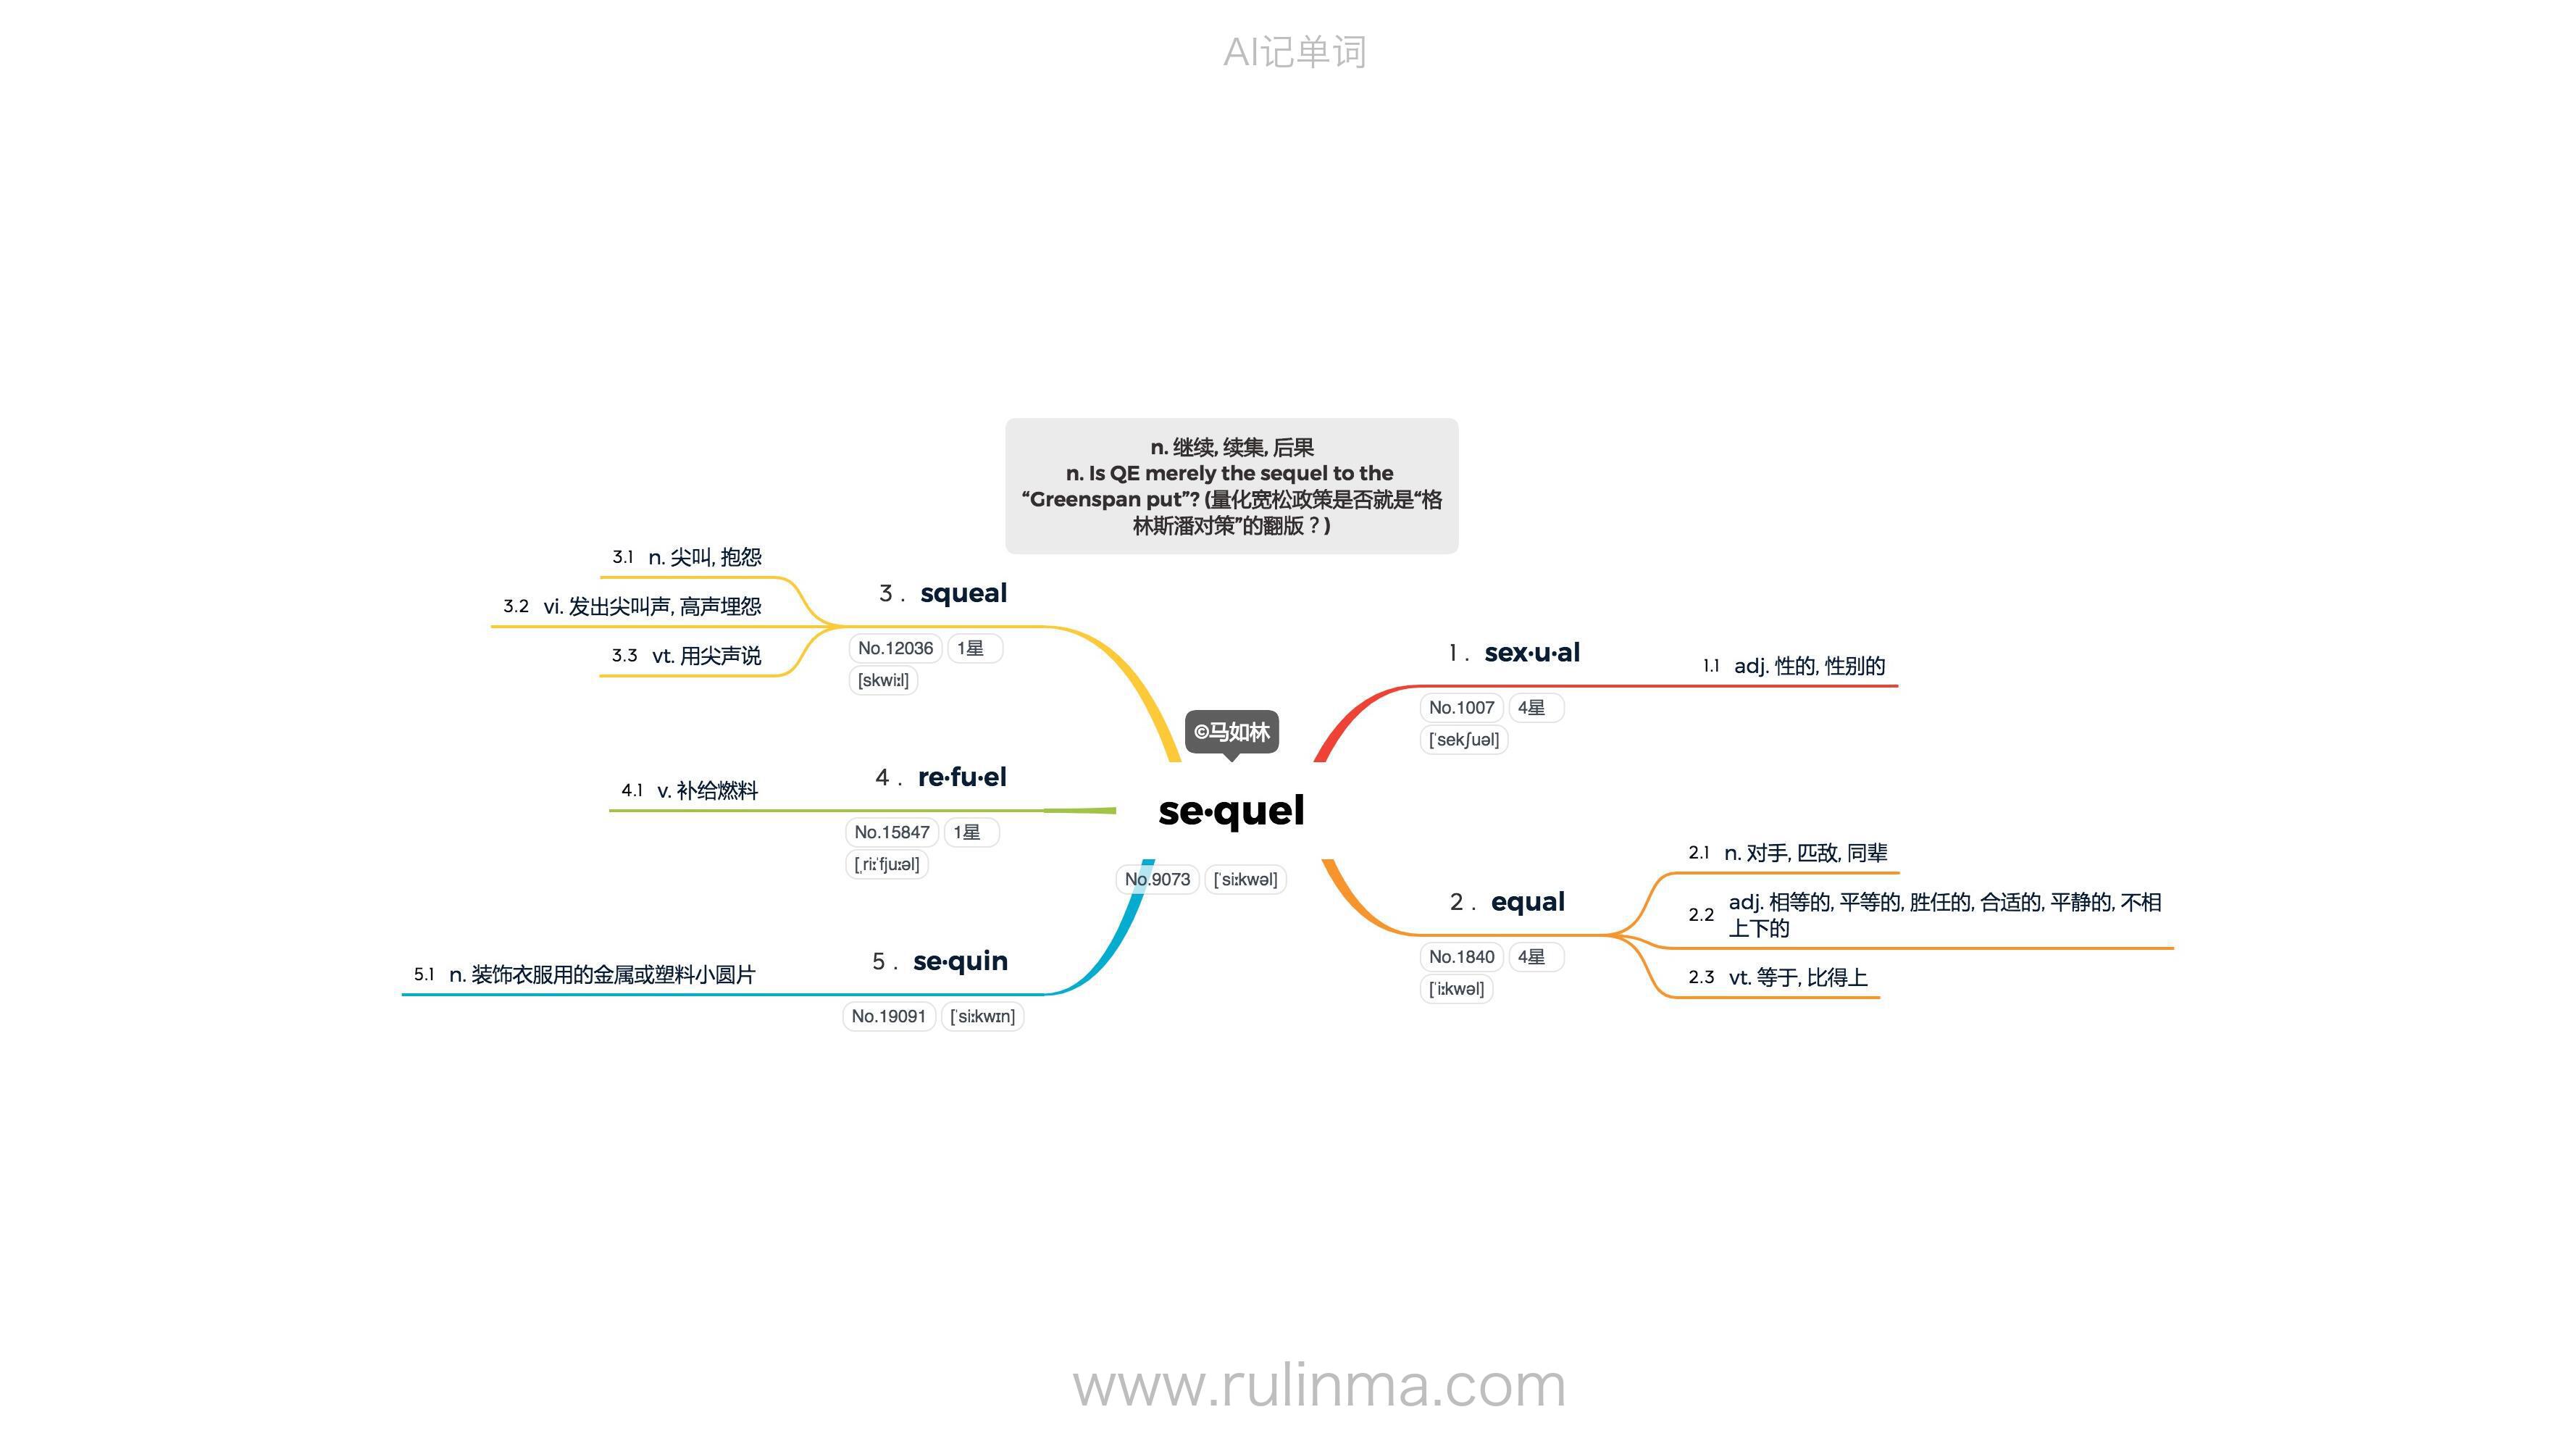 AI记单词
n. 继续, 续集, 后果
n. Is QE merely the sequel to the
“Greenspan put”? (量化宽松政策是否就是“格
林斯潘对策”的翻版？)
©马如林
se·quel
No.9073 [ˈsiːkwəl]
1. sex·u·al
No.1007 4星
[ˈsekʃuəl]
1.1 adj. 性的, 性别的
2. equal
No.1840 4星
[ˈiːkwəl]
2.1 n. 对手, 匹敌, 同辈
2.2 adj. 相等的, 平等的, 胜任的, 合适的, 平静的, 不相
上下的
2.3 vt. 等于, 比得上
3. squeal
No.12036 1星
[skwiːl]
3.1 n. 尖叫, 抱怨
3.2 vi. 发出尖叫声, 高声埋怨
3.3 vt. 用尖声说
4. re·fu·el
No.15847 1星
[ˌriːˈfjuːəl]
4.1 v. 补给燃料
5. se·quin
No.19091 [ˈsiːkwɪn]
5.1 n. 装饰衣服用的金属或塑料小圆片
www.rulinma.com